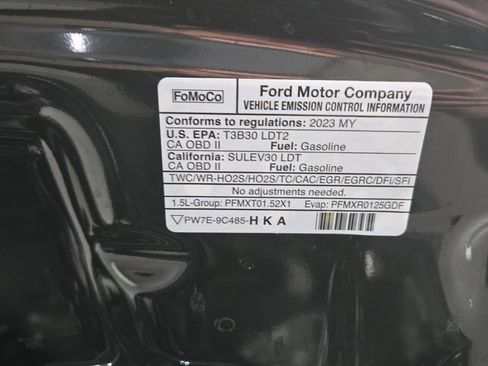 FoMoCo
Ford Motor Company
VEHICLE EMISSION CONTROL INFORMATION
Conforms to regulations: 2023 MY
U.S. EPA: T3B30 LDT2
CA OBD II Fuel: Gasoline
California: SULEV30 LDT
CA OBD II Fuel: Gasoline
TWC/WR-HO2S/HO2S/TC/CAC/EGR/EGRC/DFI/SFI
No adjustments needed.
1.5L-Group: PFMXT01.52X1 Evap: PFMXR0125GDF
PW7E-9C485-HKA